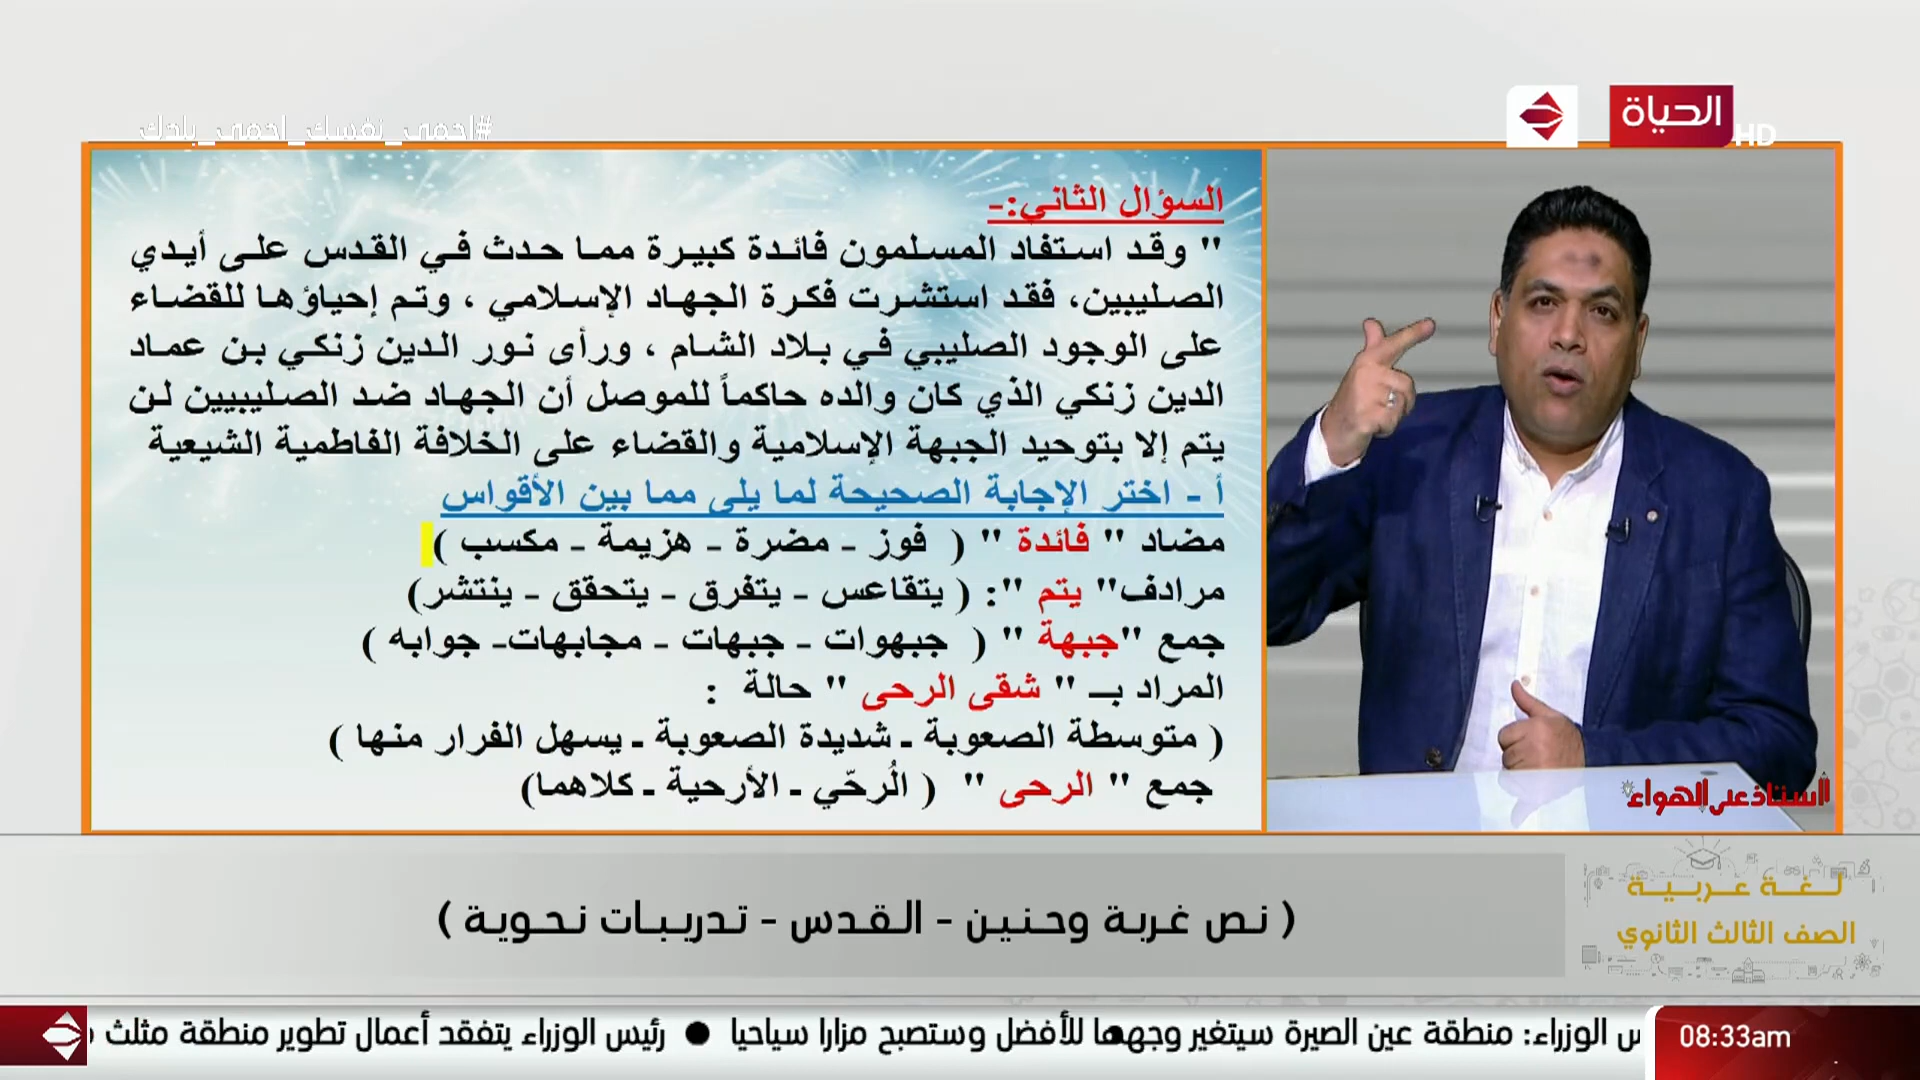 #احمي_نفسك_احمي_بلدك
الحياة
HD
السؤال الثاني:-
" وقد استفاد المسلمون فائدة كبيرة مما حدث في القدس على أيدي
الصليبين، فقد استشرت فكرة الجهاد الإسلامي ، وتم إحياؤها للقضاء
على الوجود الصليبي في بلاد الشام ، ورأى نور الدين زنكي بن عماد
الدين زنكي الذي كان والده حاكماً للموصل أن الجهاد ضد الصليبيين لن
يتم إلا بتوحيد الجبهة الإسلامية والقضاء على الخلافة الفاطمية الشيعية
أ - اختر الإجابة الصحيحة لما يلى مما بين الأقواس
مضاد " فائدة " ( فوز - مضرة - هزيمة - مكسب )
مرادف" يتم ": ( يتقاعس - يتفرق - يتحقق - ينتشر)
جمع "جبهة " ( جبهوات - جبهات - مجابهات- جوابه )
المراد بـ " شقى الرحى " حالة :
( متوسطة الصعوبة - شديدة الصعوبة - يسهل الفرار منها )
جمع " الرحى " ( الُرحّي - الأرحية - كلاهما)
الأستاذ على الهواء
لغة عربية
الصف الثالث الثانوي
( نص غربة وحنين - القدس - تدريبات نحوية )
س الوزراء: منطقة عين الصيرة سيتغير وجهها للأفضل وستصبح مزارا سياحيا ● رئيس الوزراء يتفقد أعمال تطوير منطقة مثلث
08:33am